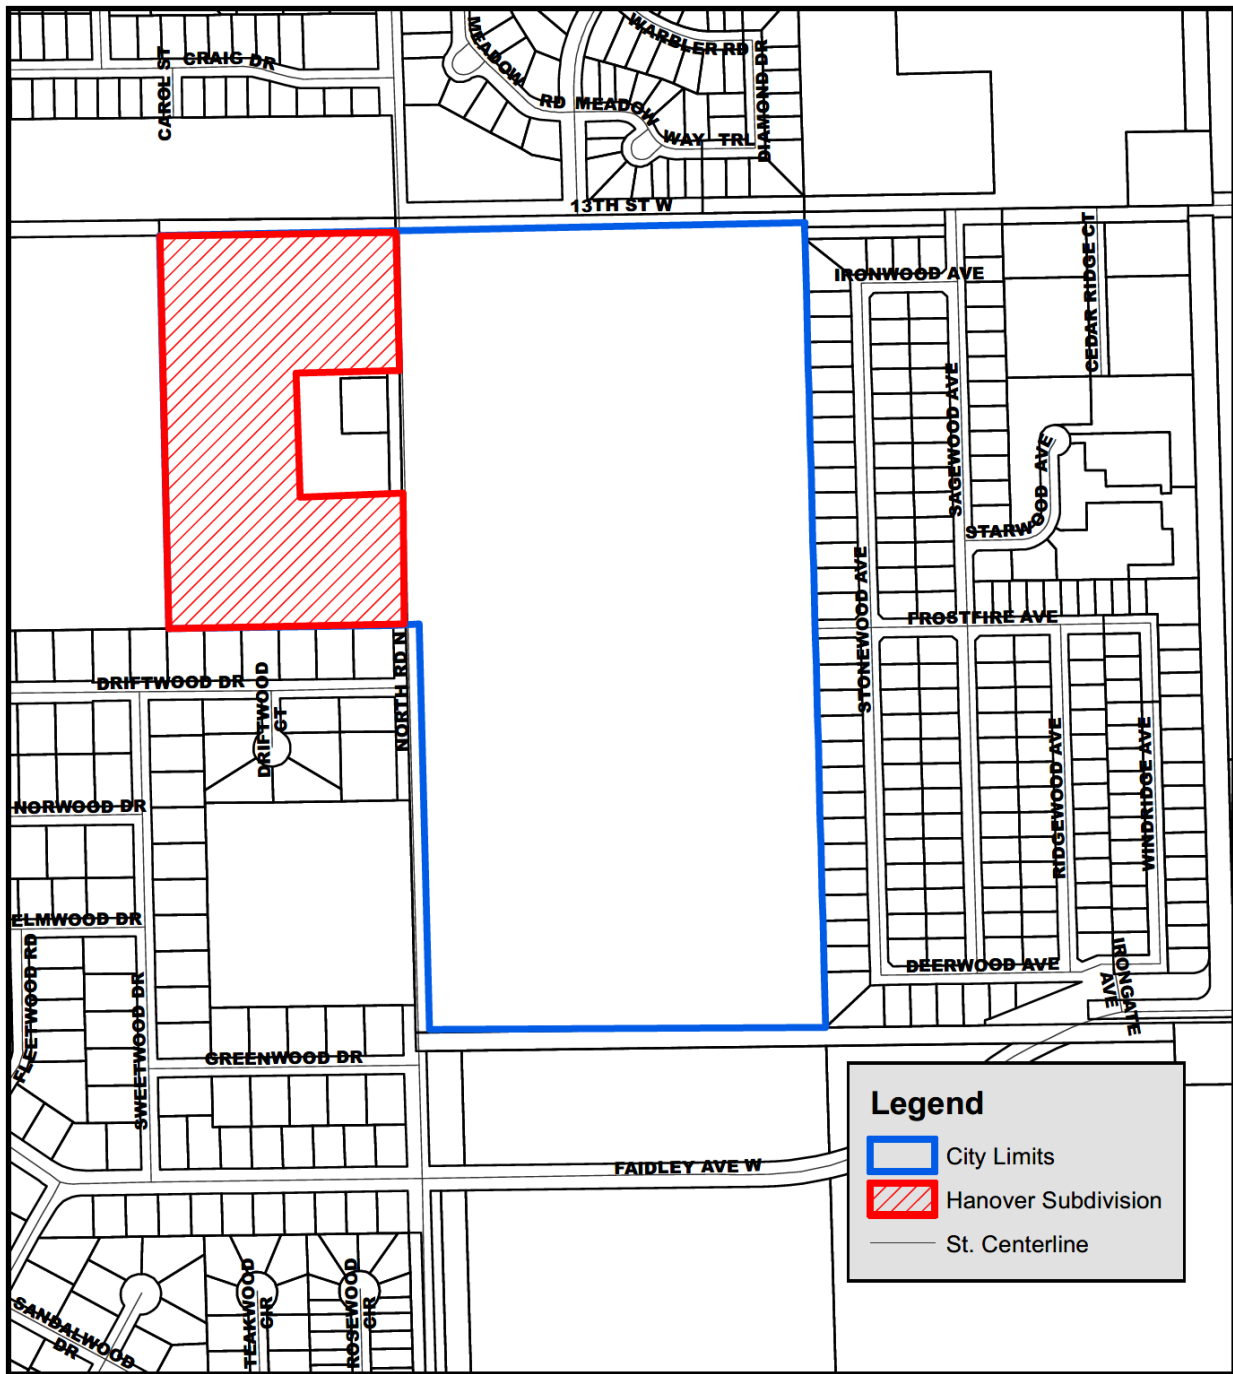 WARBLER RD
MEADOW
RD
CRAIG DR
CAROL ST
DIAMOND DR
MEADOW
WAY TRL
13TH ST W
CEDAR RIDGE CT
IRONWOOD AVE
SAGEWOOD AVE
STARWOOD AVE
STONEWOOD AVE
FROSTFIRE AVE
NORTH RD N
DRIFTWOOD DR
DRIFTWOOD
CT
RIDGEWOOD AVE
WINDRIDGE AVE
NORWOOD DR
ELMWOOD DR
FLEETWOOD RD
SWEETWOOD DR
DEERWOOD AVE
IRONGATE
AVE
GREENWOOD DR
FAIDLEY AVE W
SANDALWOOD
DR
TEAKWOOD
CIR
ROSEWOOD
CIR
Legend
City Limits
Hanover Subdivision
St. Centerline